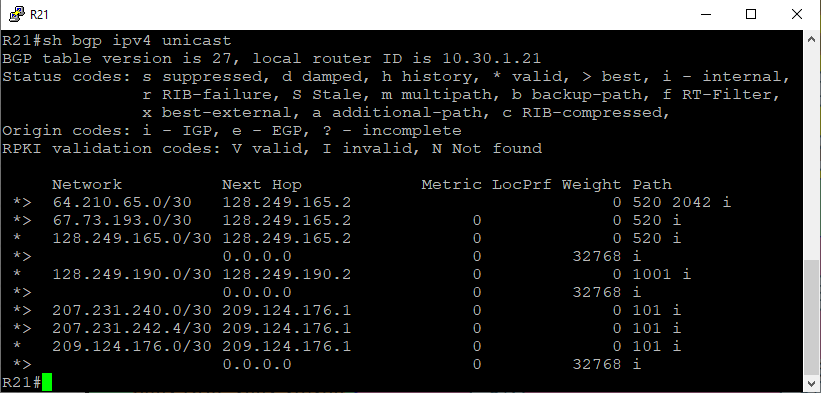 R21
R21#sh bgp ipv4 unicast
BGP table version is 27, local router ID is 10.30.1.21
Status codes: s suppressed, d damped, h history, * valid, > best, i - internal,
              r RIB-failure, S Stale, m multipath, b backup-path, f RT-Filter,
              x best-external, a additional-path, c RIB-compressed,
Origin codes: i - IGP, e - EGP, ? - incomplete
RPKI validation codes: V valid, I invalid, N Not found

     Network          Next Hop            Metric LocPrf Weight Path
 *>  64.210.65.0/30   128.249.165.2                          0 520 2042 i
 *>  67.73.193.0/30   128.249.165.2            0             0 520 i
 *   128.249.165.0/30 128.249.165.2            0             0 520 i
 *>                   0.0.0.0                  0         32768 i
 *   128.249.190.0/30 128.249.190.2            0             0 1001 i
 *>                   0.0.0.0                  0         32768 i
 *>  207.231.240.0/30 209.124.176.1            0             0 101 i
 *>  207.231.242.4/30 209.124.176.1            0             0 101 i
 *   209.124.176.0/30 209.124.176.1            0             0 101 i
 *>                   0.0.0.0                  0         32768 i
R21#